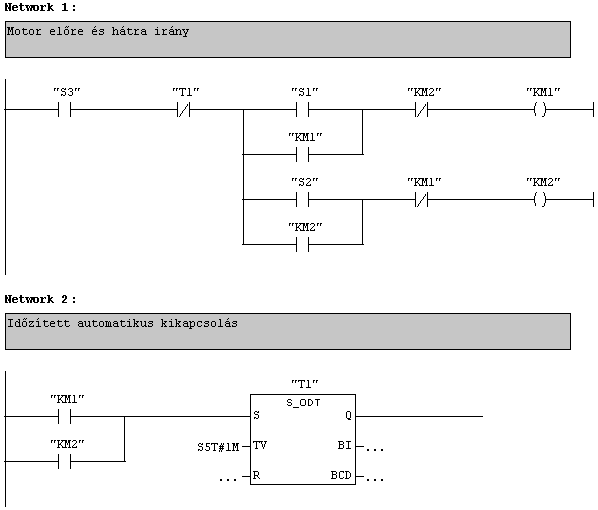 Network 1 :
Motor előre és hátra irány
"S3" "T1" "S1" "KM2" "KM1"
"KM1"
"S2" "KM1" "KM2"
"KM2"
Network 2 :
Időzített automatikus kikapcsolás
"T1"
"KM1" S_ODT
S Q
"KM2"
S5T#1M TV BI ...
... R BCD ...